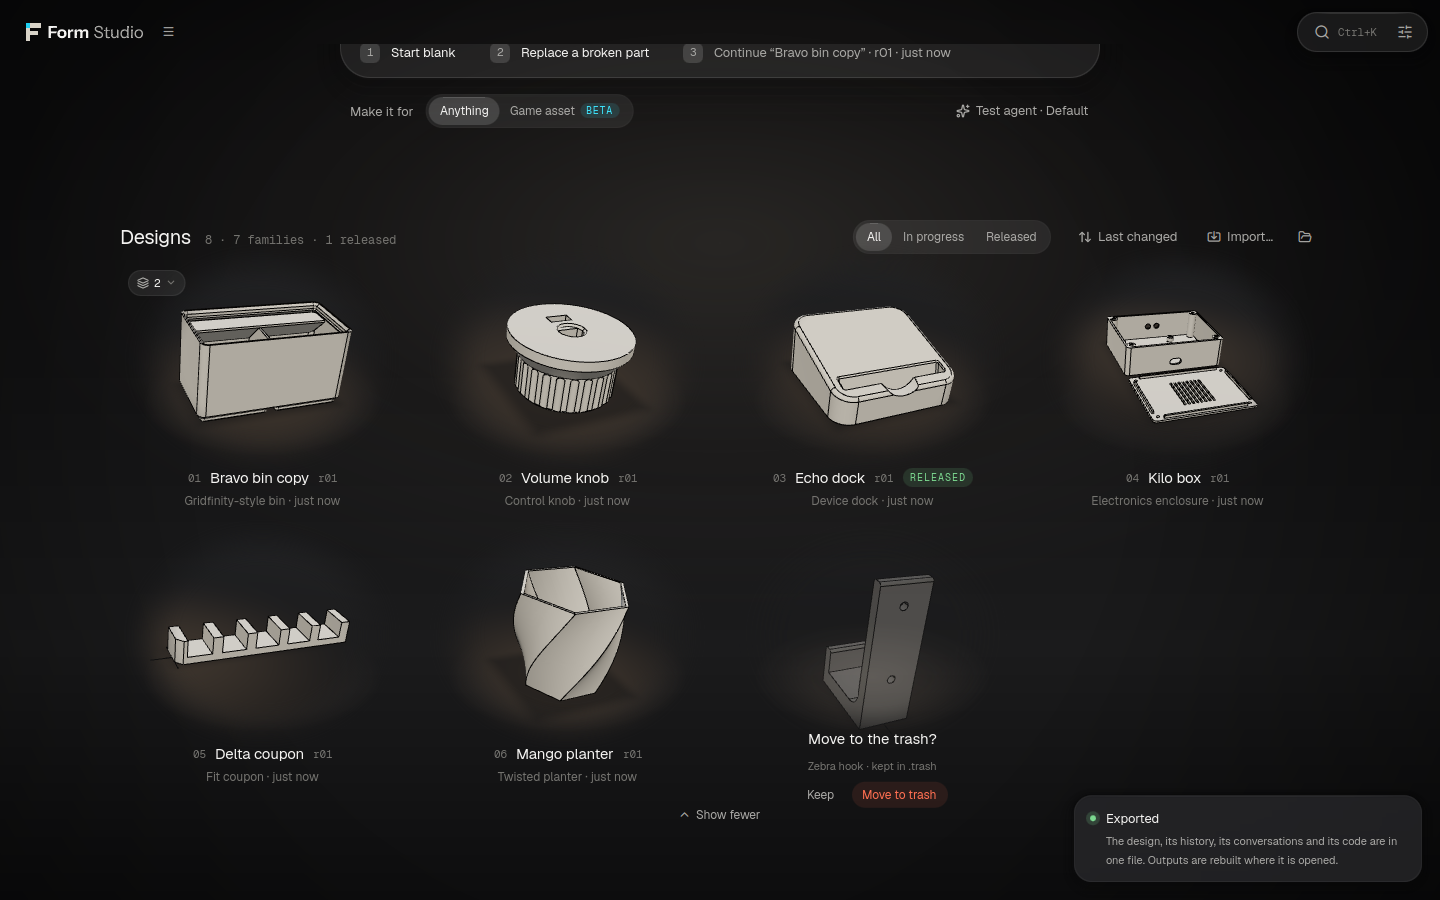 Form Studio
Ctrl+K
1 Start blank 2 Replace a broken part 3 Continue “Bravo bin copy” · r01 · just now
Make it for Anything Game asset BETA Test agent · Default
Designs 8 · 7 families · 1 released All In progress Released Last changed Import…
2
01 Bravo bin copy r01
Gridfinity-style bin · just now
02 Volume knob r01
Control knob · just now
03 Echo dock r01 RELEASED
Device dock · just now
04 Kilo box r01
Electronics enclosure · just now
05 Delta coupon r01
Fit coupon · just now
06 Mango planter r01
Twisted planter · just now
Move to the trash?
Zebra hook · kept in .trash
Keep Move to trash
Show fewer
Exported
The design, its history, its conversations and its code are in
one file. Outputs are rebuilt where it is opened.